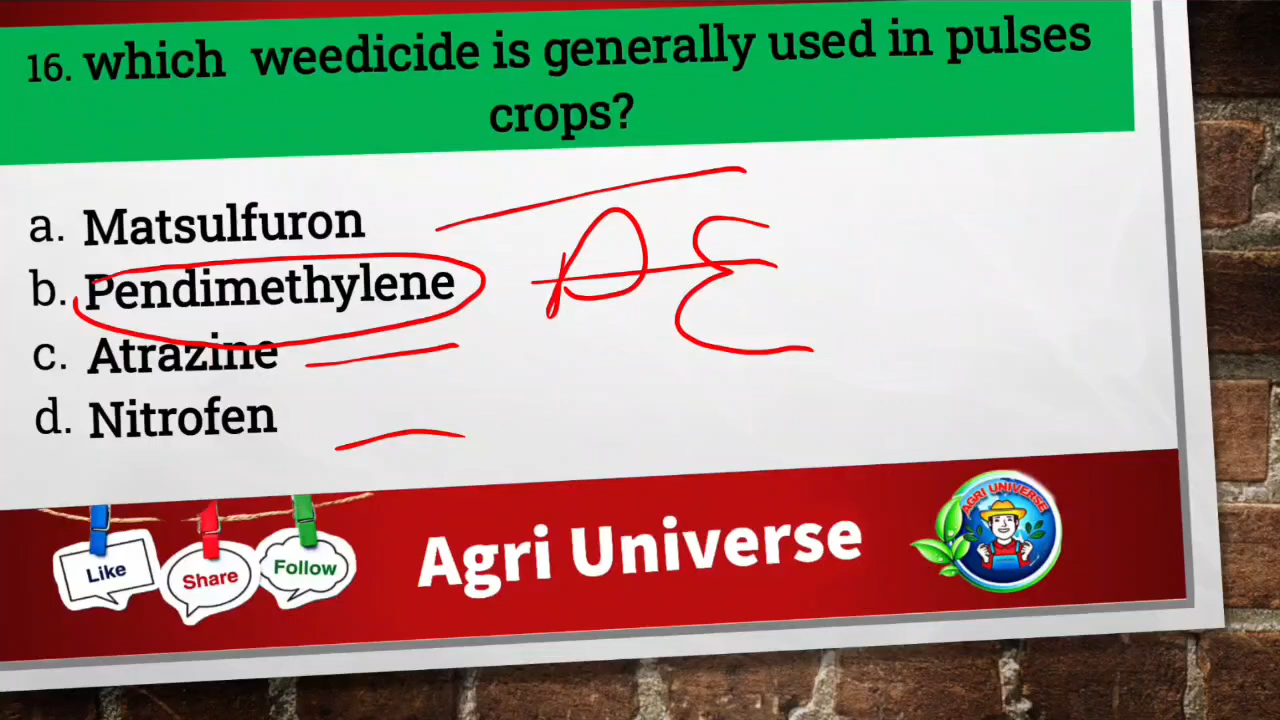 16. which weedicide is generally used in pulses
crops?
a. Matsulfuron
b. Pendimethylene
c. Atrazine
d. Nitrofen
PE
Like
Share
Follow
Agri Universe
AGRI UNIVERSE